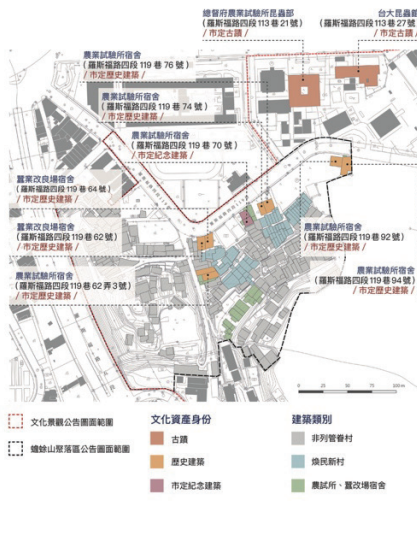 總督府農業試驗所昆蟲部
(羅斯福路四段113巷21號)
/ 市定古蹟 /
台大昆蟲館
(羅斯福路四段113巷27號
/ 市定古蹟 /
農業試驗所宿舍
(羅斯福路四段119巷76號)
/ 市定歷史建築 /
農業試驗所宿舍
(羅斯福路四段119巷74號)
/ 市定歷史建築 /
農業試驗所宿舍
(羅斯福路四段119巷70號)
/ 市定紀念建築 /
蠶業改良場宿舍
(羅斯福路四段119巷64號)
/ 市定歷史建築 /
蠶業改良場宿舍
(羅斯福路四段119巷62號)
/ 市定歷史建築 /
農業試驗所宿舍
(羅斯福路四段119巷62弄3號)
/ 市定歷史建築 /
農業試驗所宿舍
(羅斯福路四段119巷92號)
/ 市定歷史建築 /
農業試驗所宿舍
(羅斯福路四段119巷94號)
/ 市定歷史建築 /
0 25 50 75 100 m
文化景觀公告圖面範圍
蟾蜍山聚落區公告圖面範圍
文化資產身份
古蹟
歷史建築
市定紀念建築
建築類別
非列管眷村
煥民新村
農試所、蠶改場宿舍